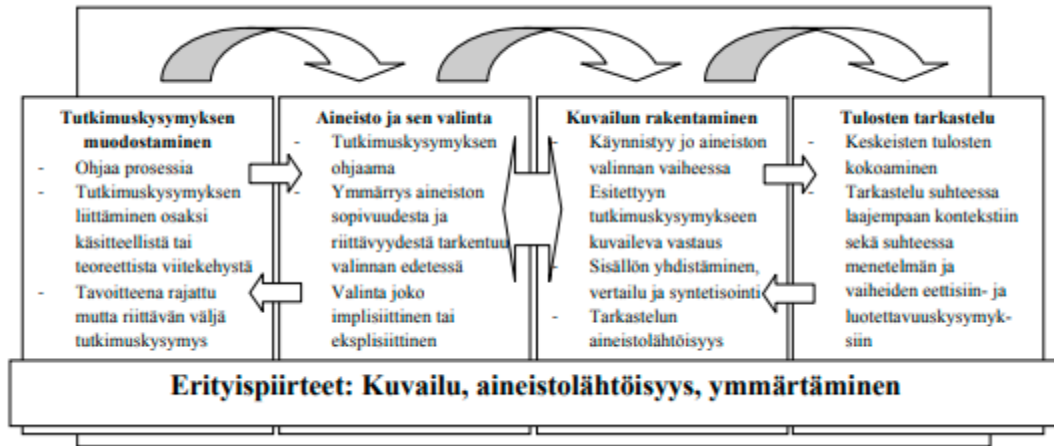 Tutkimuskysymyksen
muodostaminen
- Ohjaa prosessia
- Tutkimuskysymyksen
liittäminen osaksi
käsitteellistä tai
teoreettista viitekehystä
- Tavoitteena rajattu
mutta riittävän väljä
tutkimuskysymys
Aineisto ja sen valinta
- Tutkimuskysymyksen
ohjaama
- Ymmärrys aineiston
sopivuudesta ja
riittävyydestä tarkentuu
valinnan edetessä
- Valinta joko
implisiittinen tai
eksplisiittinen
Kuvailun rakentaminen
- Käynnistyy jo aineiston
valinnan vaiheessa
- Esitettyyn
tutkimuskysymykseen
kuvaileva vastaus
- Sisällön yhdistäminen,
vertailu ja syntetisointi
- Tarkastelun
aineistolähtöisyys
Tulosten tarkastelu
- Keskeisten tulosten
kokoaminen
- Tarkastelu suhteessa
laajempaan kontekstiin
sekä suhteessa
menetelmän ja
vaiheiden eettisiin- ja
luotettavuuskysymyk-
siin
Erityispiirteet: Kuvailu, aineistolähtöisyys, ymmärtäminen